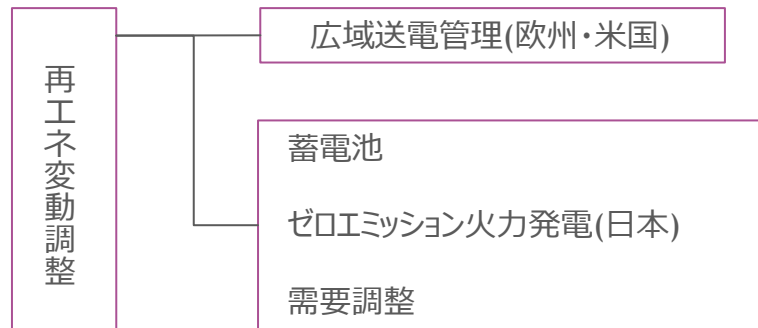 再エネ変動調整
広域送電管理(欧州・米国)
蓄電池
ゼロエミッション火力発電(日本)
需要調整